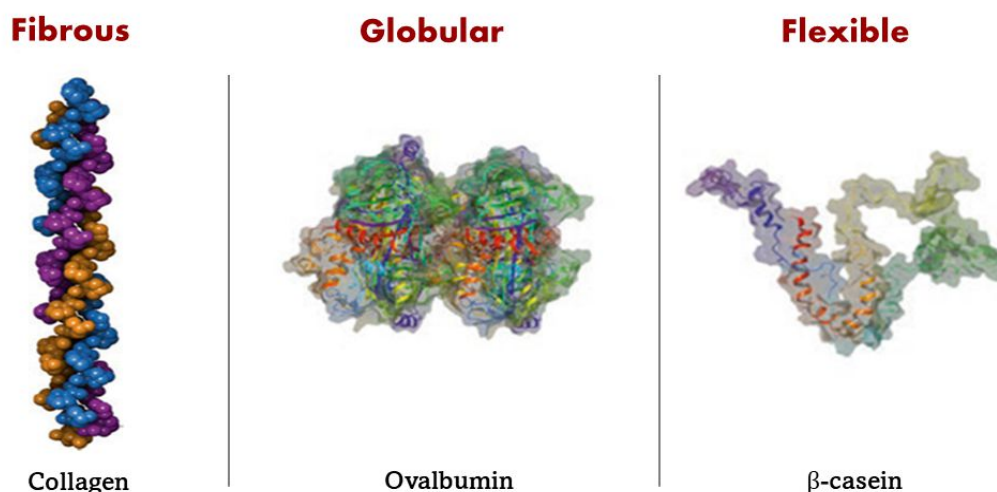 Fibrous
Globular
Flexible
Collagen
Ovalbumin
β-casein